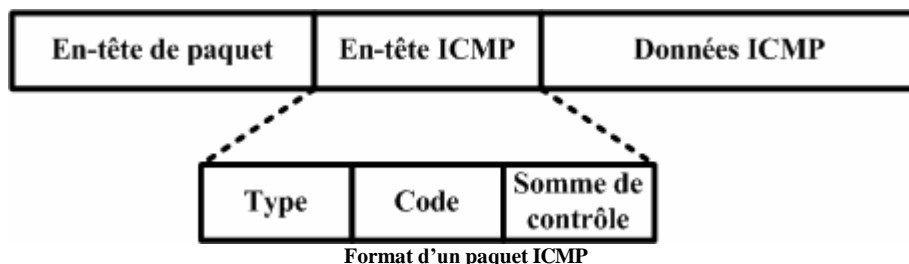 En-tête de paquet
En-tête ICMP
Données ICMP
Type
Code
Somme de
contrôle
Format d'un paquet ICMP